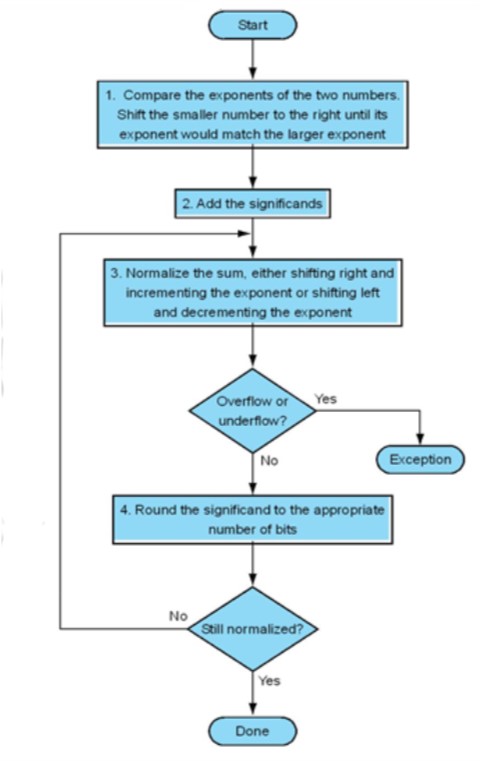 Start
1. Compare the exponents of the two numbers.
Shift the smaller number to the right until its
exponent would match the larger exponent
2. Add the significands
3. Normalize the sum, either shifting right and
incrementing the exponent or shifting left
and decrementing the exponent
Overflow or
underflow?
Yes
Exception
No
4. Round the significand to the appropriate
number of bits
No
Still normalized?
Yes
Done